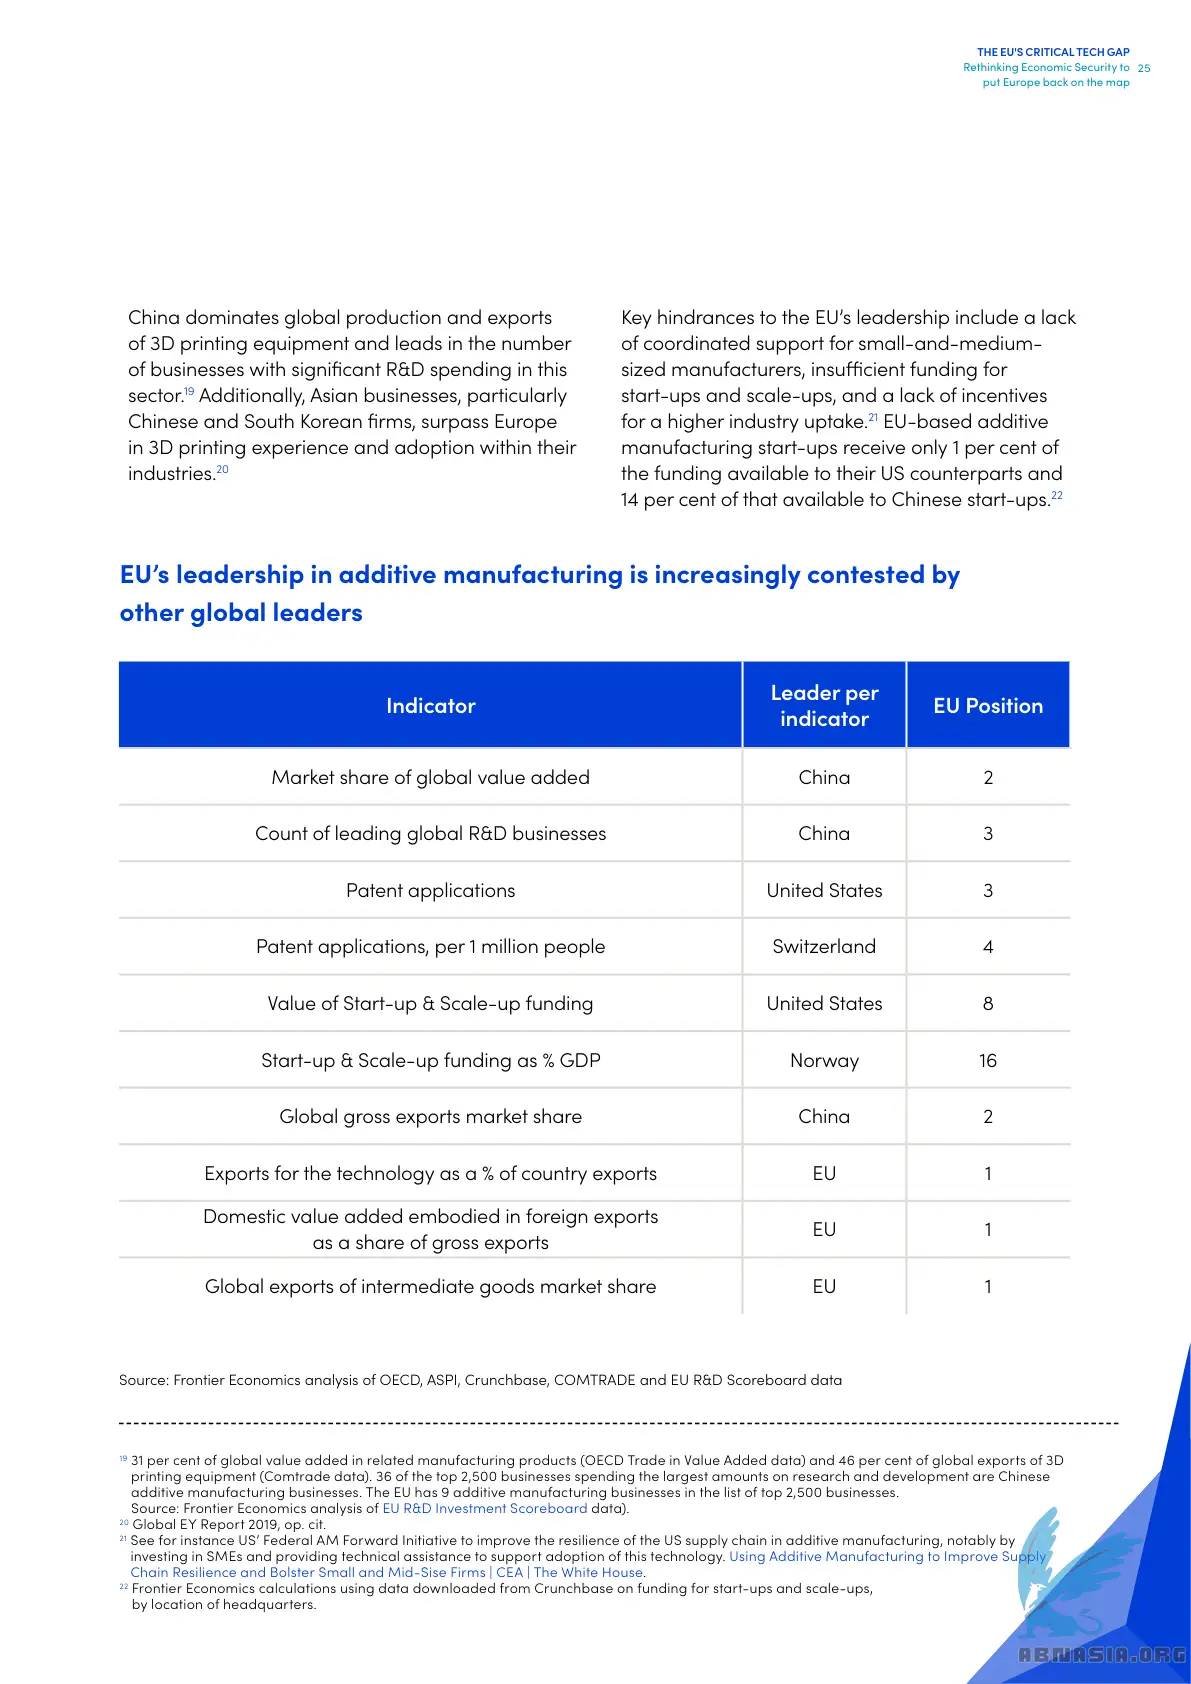 THE EU'S CRITICAL TECH GAP
Rethinking Economic Security to
put Europe back on the map
25
China dominates global production and exports
of 3D printing equipment and leads in the number
of businesses with significant R&D spending in this
sector.19 Additionally, Asian businesses, particularly
Chinese and South Korean firms, surpass Europe
in 3D printing experience and adoption within their
industries.20
Key hindrances to the EU’s leadership include a lack
of coordinated support for small-and-medium-
sized manufacturers, insufficient funding for
start-ups and scale-ups, and a lack of incentives
for a higher industry uptake.21 EU-based additive
manufacturing start-ups receive only 1 per cent of
the funding available to their US counterparts and
14 per cent of that available to Chinese start-ups.22
EU’s leadership in additive manufacturing is increasingly contested by
other global leaders
Indicator
Leader per
indicator
EU Position
Market share of global value added China 2
Count of leading global R&D businesses China 3
Patent applications United States 3
Patent applications, per 1 million people Switzerland 4
Value of Start-up & Scale-up funding United States 8
Start-up & Scale-up funding as % GDP Norway 16
Global gross exports market share China 2
Exports for the technology as a % of country exports EU 1
Domestic value added embodied in foreign exports
as a share of gross exports EU 1
Global exports of intermediate goods market share EU 1
Source: Frontier Economics analysis of OECD, ASPI, Crunchbase, COMTRADE and EU R&D Scoreboard data
19 31 per cent of global value added in related manufacturing products (OECD Trade in Value Added data) and 46 per cent of global exports of 3D
printing equipment (Comtrade data). 36 of the top 2,500 businesses spending the largest amounts on research and development are Chinese
additive manufacturing businesses. The EU has 9 additive manufacturing businesses in the list of top 2,500 businesses.
Source: Frontier Economics analysis of EU R&D Investment Scoreboard data).
20 Global EY Report 2019, op. cit.
21 See for instance US’ Federal AM Forward Initiative to improve the resilience of the US supply chain in additive manufacturing, notably by
investing in SMEs and providing technical assistance to support adoption of this technology. Using Additive Manufacturing to Improve Supply
Chain Resilience and Bolster Small and Mid-Sise Firms | CEA | The White House.
22 Frontier Economics calculations using data downloaded from Crunchbase on funding for start-ups and scale-ups,
by location of headquarters.
ABNASIA.ORG